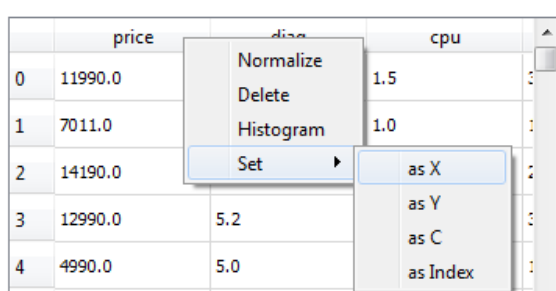 price diag cpu
0 11990.0 1.5
1 7011.0 1.0
2 14190.0
3 12990.0 5.2
4 4990.0 5.0
Normalize
Delete
Histogram
Set
as X
as Y
as C
as Index